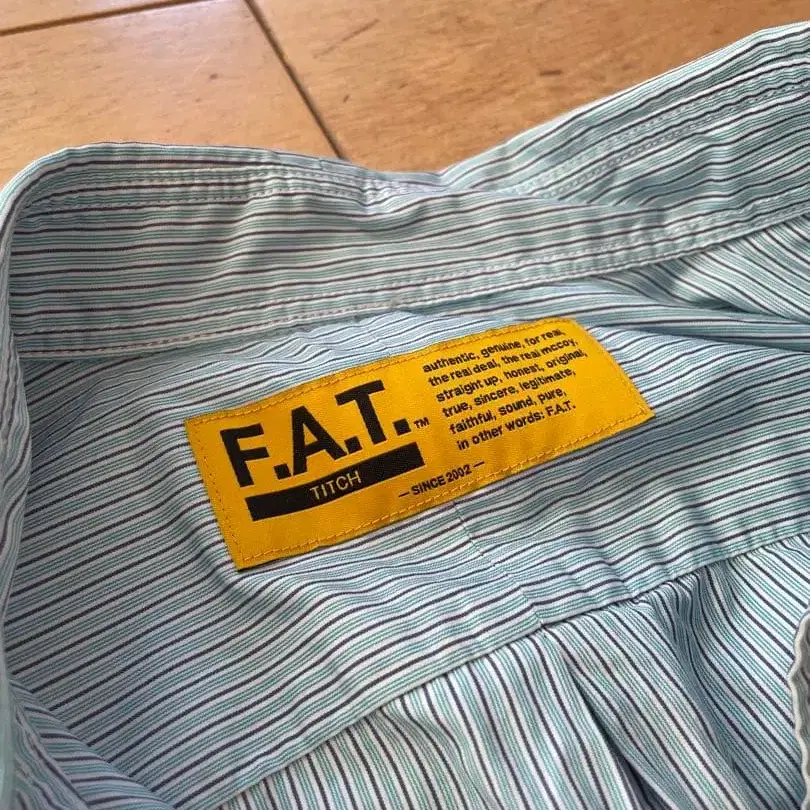 F.A.T.™
TITCH
authentic, genuine, for real,
the real deal, the real mccoy,
straight up, honest, original,
true, sincere, legitimate,
faithful, sound, pure,
in other words: F.A.T.
— SINCE 2002 —